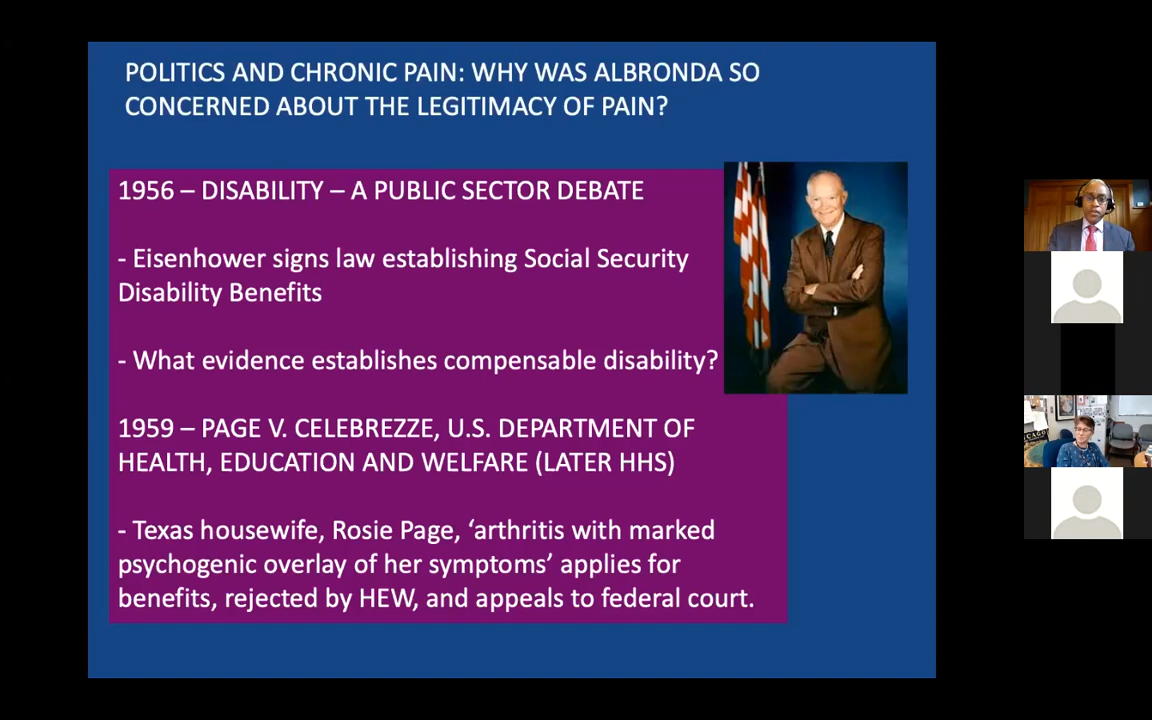 POLITICS AND CHRONIC PAIN: WHY WAS ALBRONDA SO
CONCERNED ABOUT THE LEGITIMACY OF PAIN?
1956 – DISABILITY – A PUBLIC SECTOR DEBATE
- Eisenhower signs law establishing Social Security
Disability Benefits
- What evidence establishes compensable disability?
1959 – PAGE V. CELEBREZZE, U.S. DEPARTMENT OF
HEALTH, EDUCATION AND WELFARE (LATER HHS)
- Texas housewife, Rosie Page, ‘arthritis with marked
psychogenic overlay of her symptoms’ applies for
benefits, rejected by HEW, and appeals to federal court.